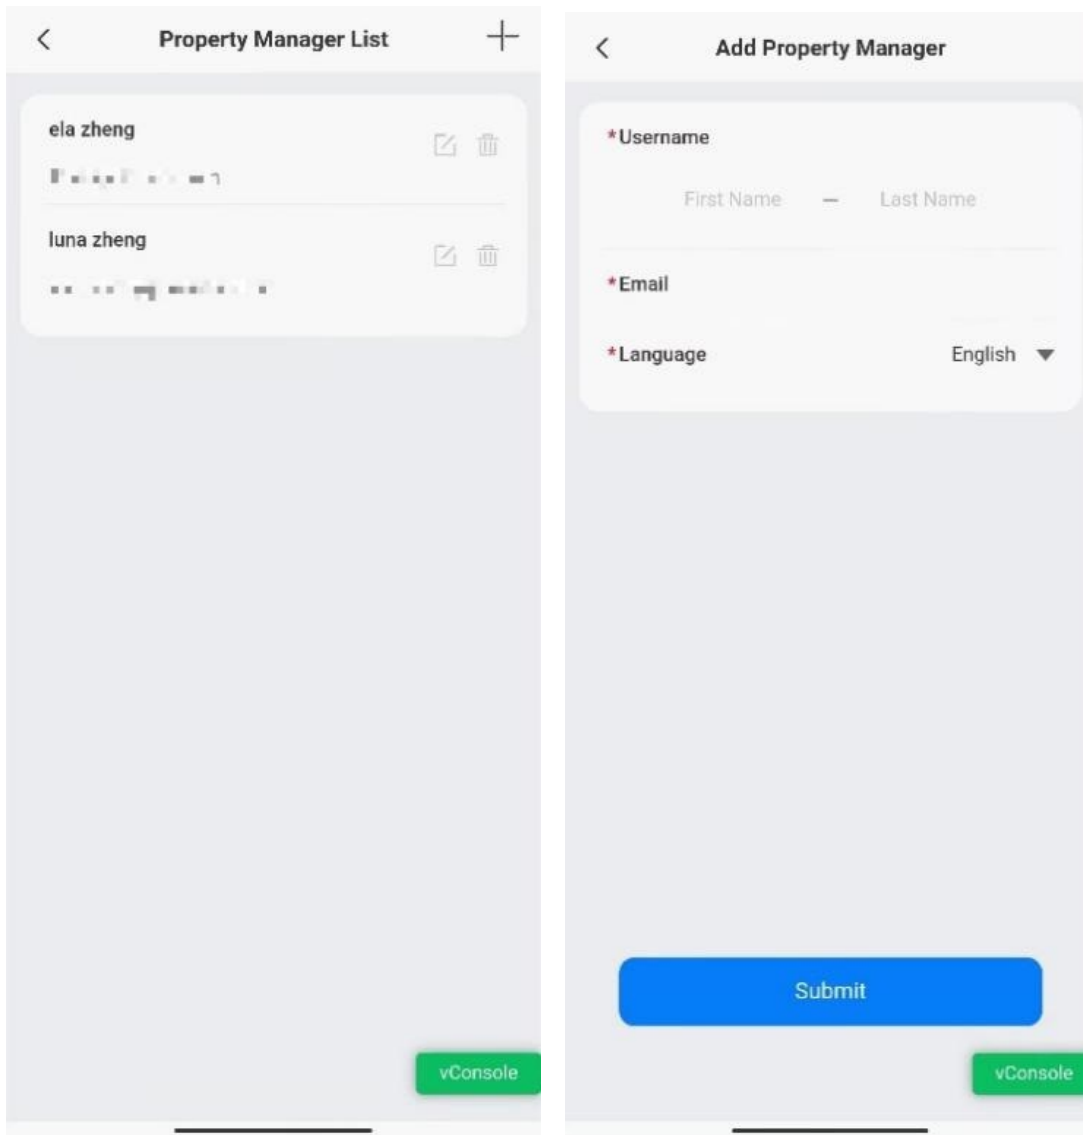 Property Manager List
ela zheng
luna zheng
vConsole
Add Property Manager
*Username
First Name — Last Name
*Email
*Language English
Submit
vConsole